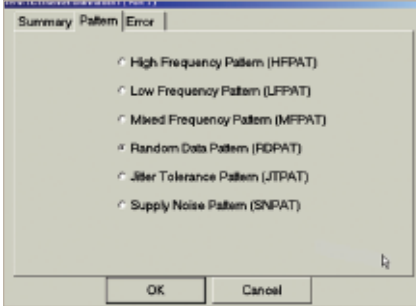 Summary Pattern Error
High Frequency Pattern (HFPAT)
Low Frequency Pattern (LFPAT)
Mixed Frequency Pattern (MFPAT)
Random Data Pattern (RDPAT)
Jitter Tolerance Pattern (JTPAT)
Supply Noise Pattern (SNPAT)
OK Cancel